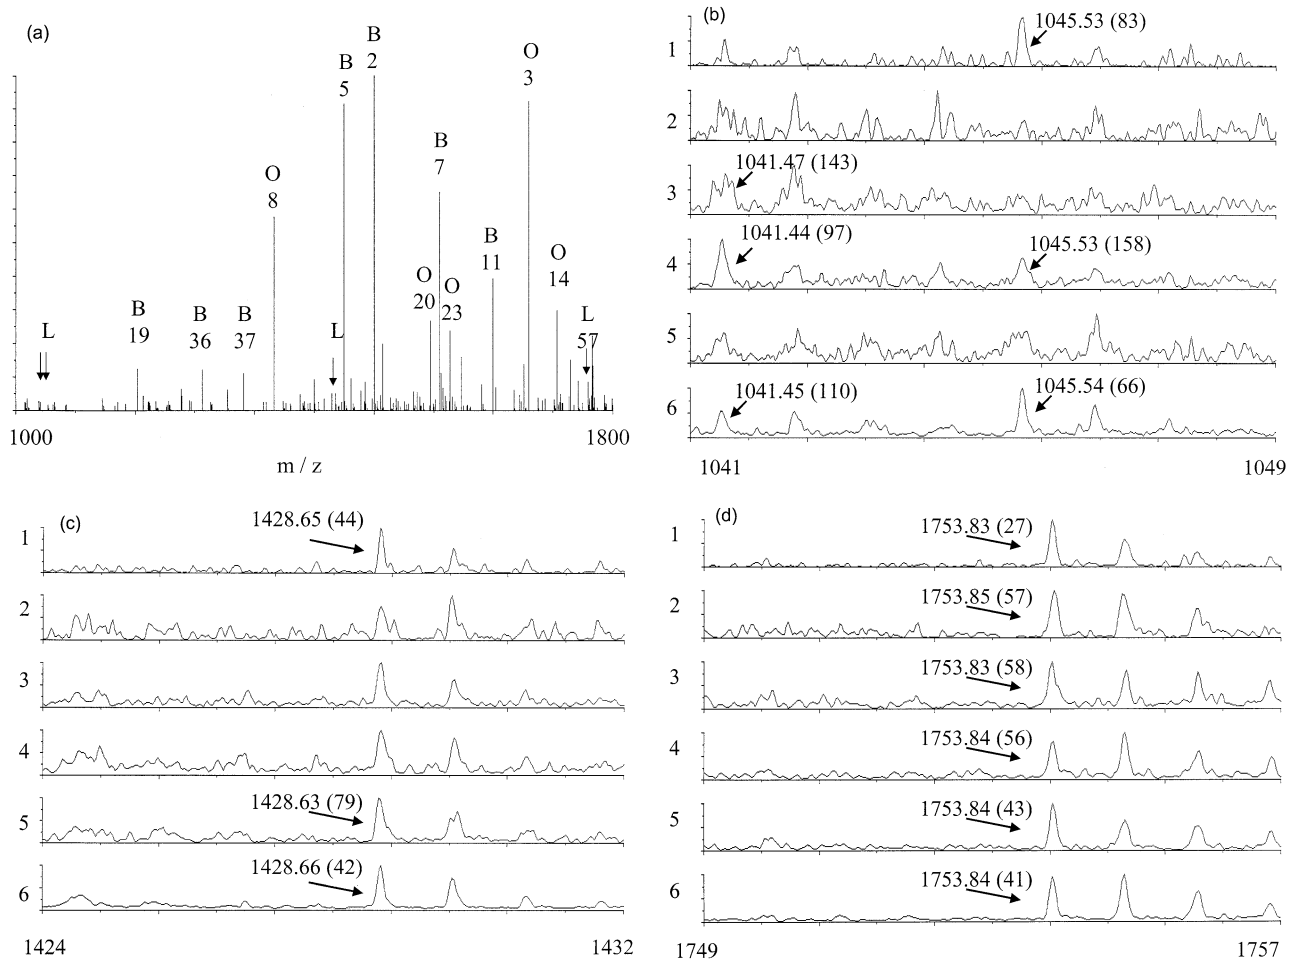 (a)
B
2
B
5
O
3
B
7
O
8
B
11
O
14
O
20
O
23
L
B
19
B
36
B
37
L
L
57
1000
1800
m / z
(b)
1
1045.53 (83)
2
3
1041.47 (143)
4
1041.44 (97)
1045.53 (158)
5
6
1041.45 (110)
1045.54 (66)
1041
1049
(c)
1
1428.65 (44)
2
3
4
5
1428.63 (79)
6
1428.66 (42)
1424
1432
(d)
1
1753.83 (27)
2
1753.85 (57)
3
1753.83 (58)
4
1753.84 (56)
5
1753.84 (43)
6
1753.84 (41)
1749
1757